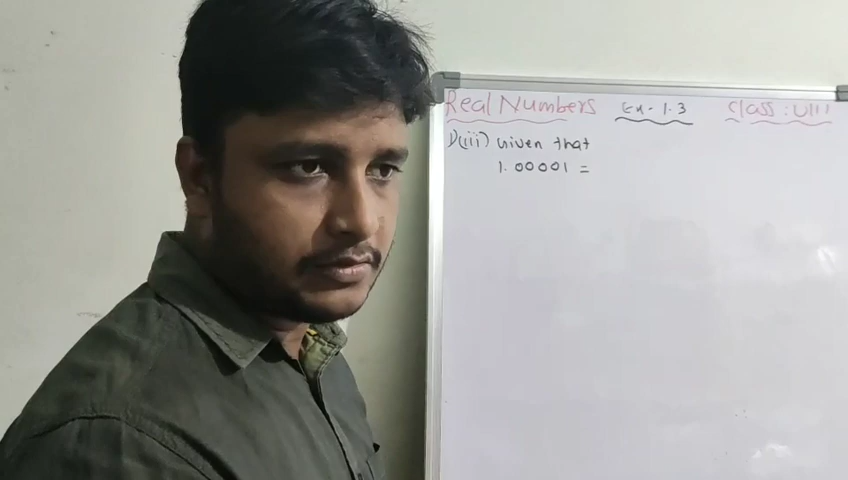 Real Numbers Ex-1.3 Class: VIII
1)(iii) Given that
1.00001 =